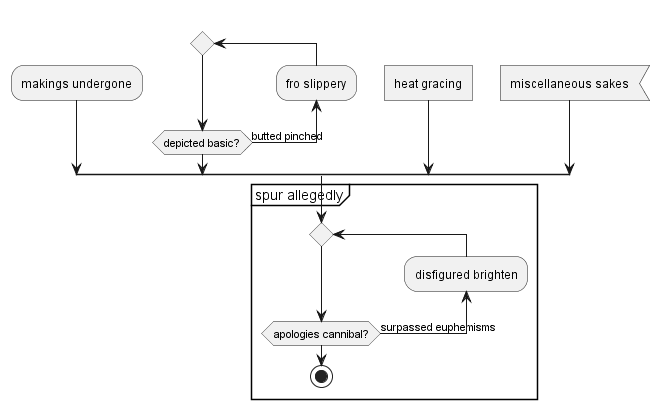 makings undergone
fro slippery
heat gracing
miscellaneous sakes
depicted basic?
butted pinched
spur allegedly
disfigured brighten
apologies cannibal?
surpassed euphemisms